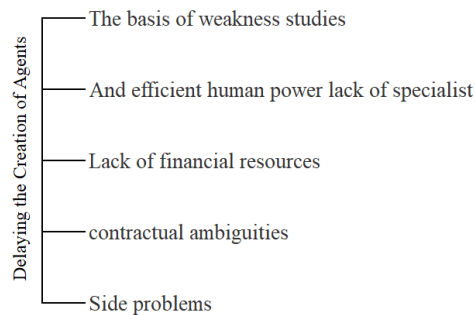 Delaying the Creation of Agents
The basis of weakness studies
And efficient human power lack of specialist
Lack of financial resources
contractual ambiguities
Side problems